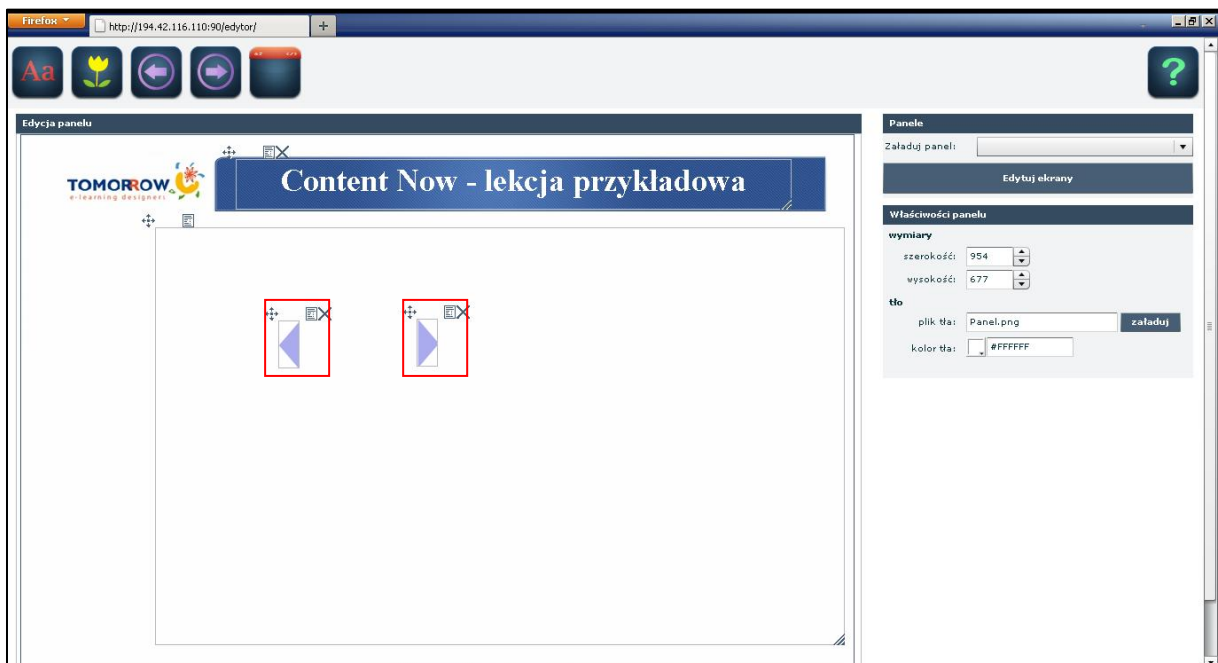 Firefox
http://194.42.116.110:90/edytor/
+
Aa
?
Edycja panelu
TOMORROW
e-learning designers
Content Now - lekcja przykładowa
Panele
Załaduj panel:
Edytuj ekrany
Właściwości panelu
wymiary
szerokość: 954
wysokość: 677
tło
plik tła: Panel.png załaduj
kolor tła: #FFFFFF